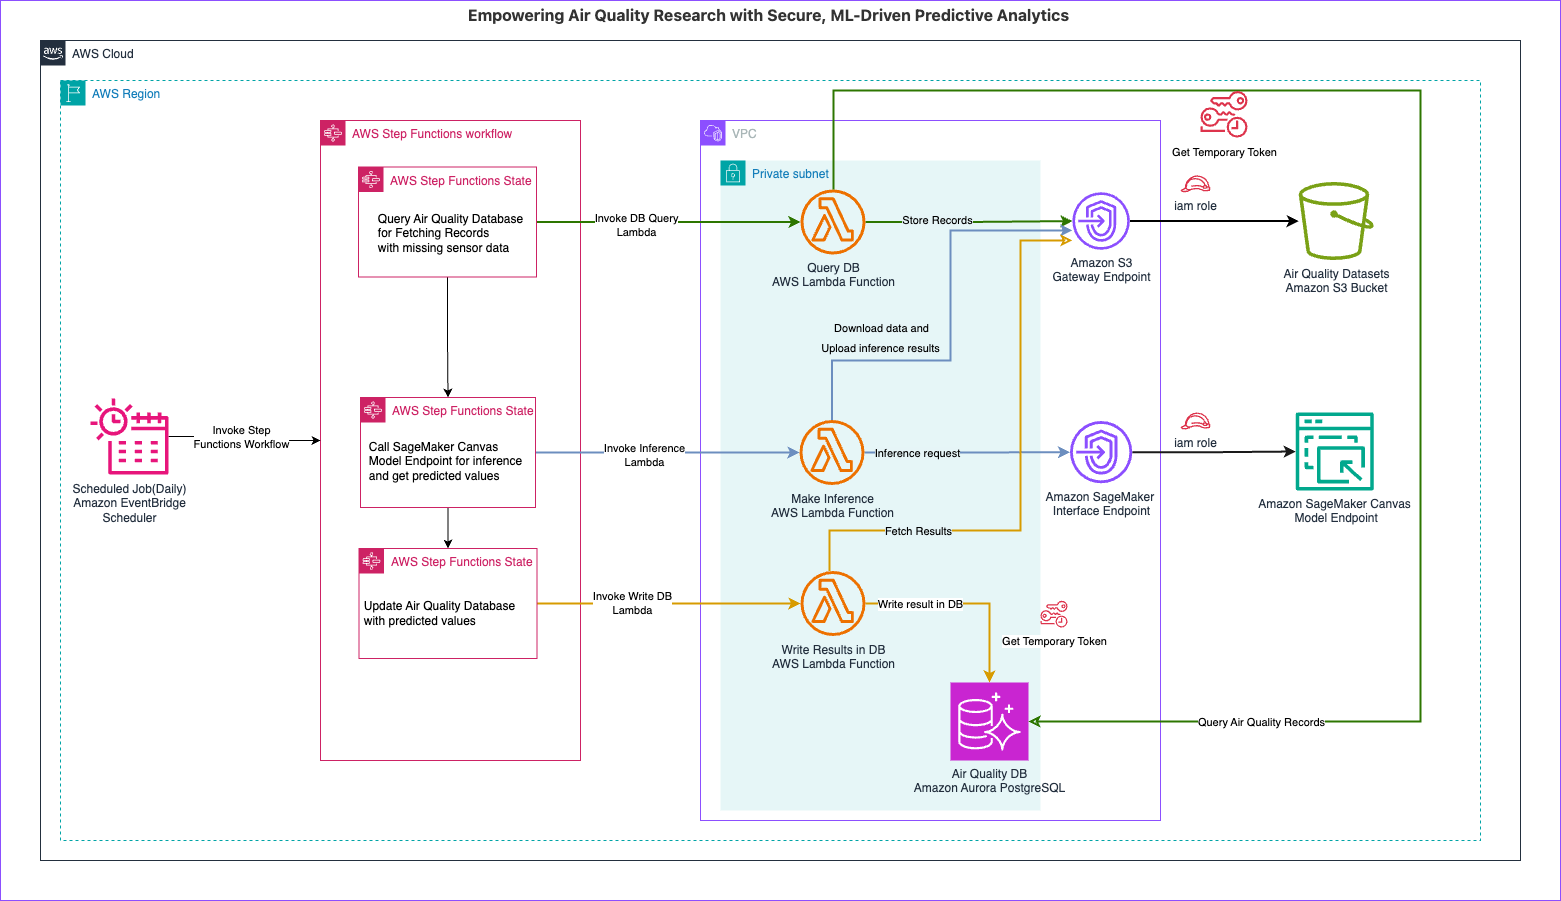 Empowering Air Quality Research with Secure, ML-Driven Predictive Analytics
aws
AWS Cloud
AWS Region
AWS Step Functions workflow
VPC
Get Temporary Token
AWS Step Functions State
Query Air Quality Database
for Fetching Records
with missing sensor data
Invoke DB Query
Lambda
Private subnet
Query DB
AWS Lambda Function
Store Records
Amazon S3
Gateway Endpoint
iam role
Air Quality Datasets
Amazon S3 Bucket
Download data and
Upload inference results
Scheduled Job(Daily)
Amazon EventBridge
Scheduler
Invoke Step
Functions Workflow
AWS Step Functions State
Call SageMaker Canvas
Model Endpoint for inference
and get predicted values
Invoke Inference
Lambda
Make Inference
AWS Lambda Function
Inference request
Amazon SageMaker
Interface Endpoint
iam role
Amazon SageMaker Canvas
Model Endpoint
Fetch Results
AWS Step Functions State
Update Air Quality Database
with predicted values
Invoke Write DB
Lambda
Write Results in DB
AWS Lambda Function
Write result in DB
Get Temporary Token
Query Air Quality Records
Air Quality DB
Amazon Aurora PostgreSQL